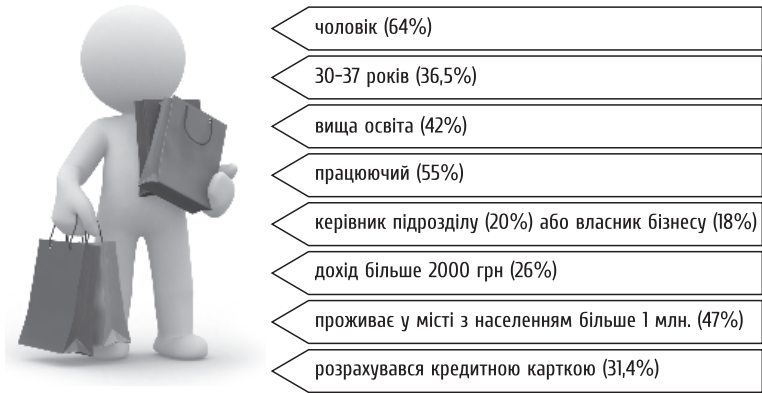 чоловік (64%)
30-37 років (36,5%)
вища освіта (42%)
працюючий (55%)
керівник підрозділу (20%) або власник бізнесу (18%)
дохід більше 2000 грн (26%)
проживає у місті з населенням більше 1 млн. (47%)
розрахувався кредитною карткою (31,4%)